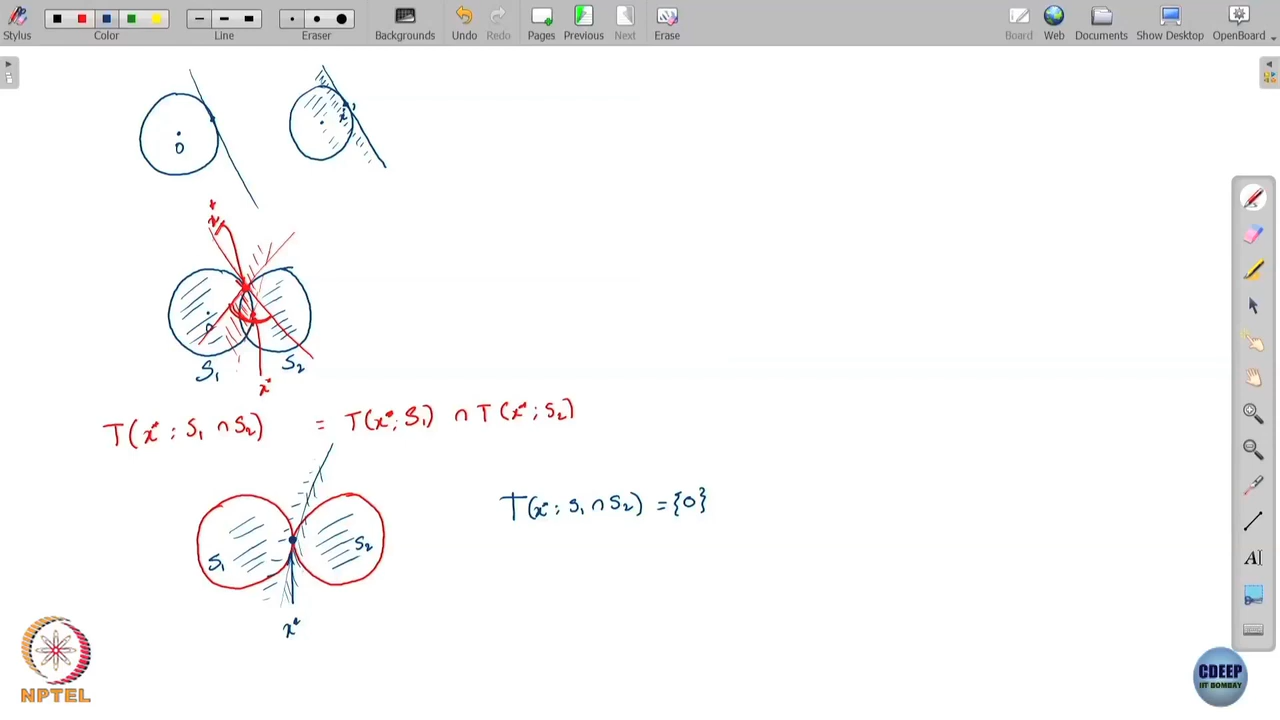 Stylus
Color
Line
Eraser
Backgrounds
Undo
Redo
Pages
Previous
Next
Erase
Board
Web
Documents
Show Desktop
OpenBoard
0
x*
x*
0
S₁
S₂
x*
T(x*; S₁ ∩ S₂) = T(x*; S₁) ∩ T(x*; S₂)
S₁
S₂
T(x*; S₁ ∩ S₂) = {0}
x*
NPTEL
CDEEP
IIT BOMBAY